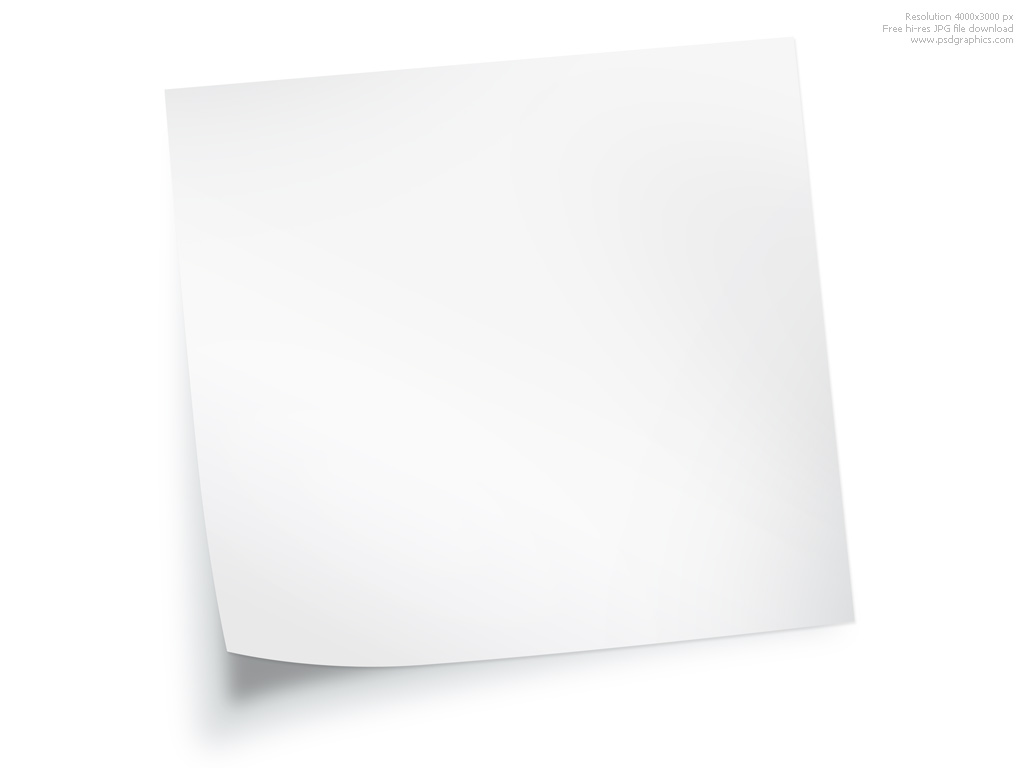 Resolution 4000x3000 px
Free hi-res JPG file download
www.psdgraphics.com